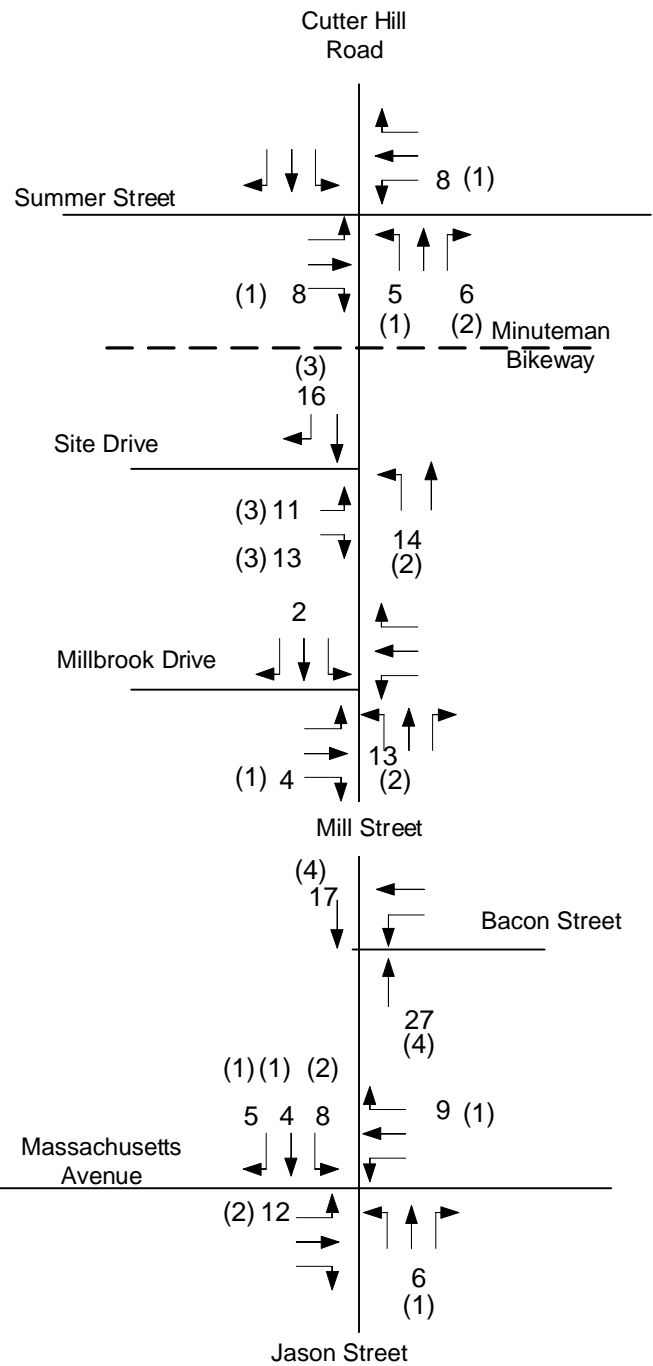 Cutter Hill
Road
8 (1)
Summer Street
(1) 8
5 6
(1) (2)
Minuteman
Bikeway
(3)
16
Site Drive
(3) 11
(3) 13
14
(2)
2
Millbrook Drive
13
(1) 4
(2)
Mill Street
(4)
17
Bacon Street
27
(4)
(1) (1) (2)
5 4 8
9 (1)
Massachusetts
Avenue
(2) 12
6
(1)
Jason Street